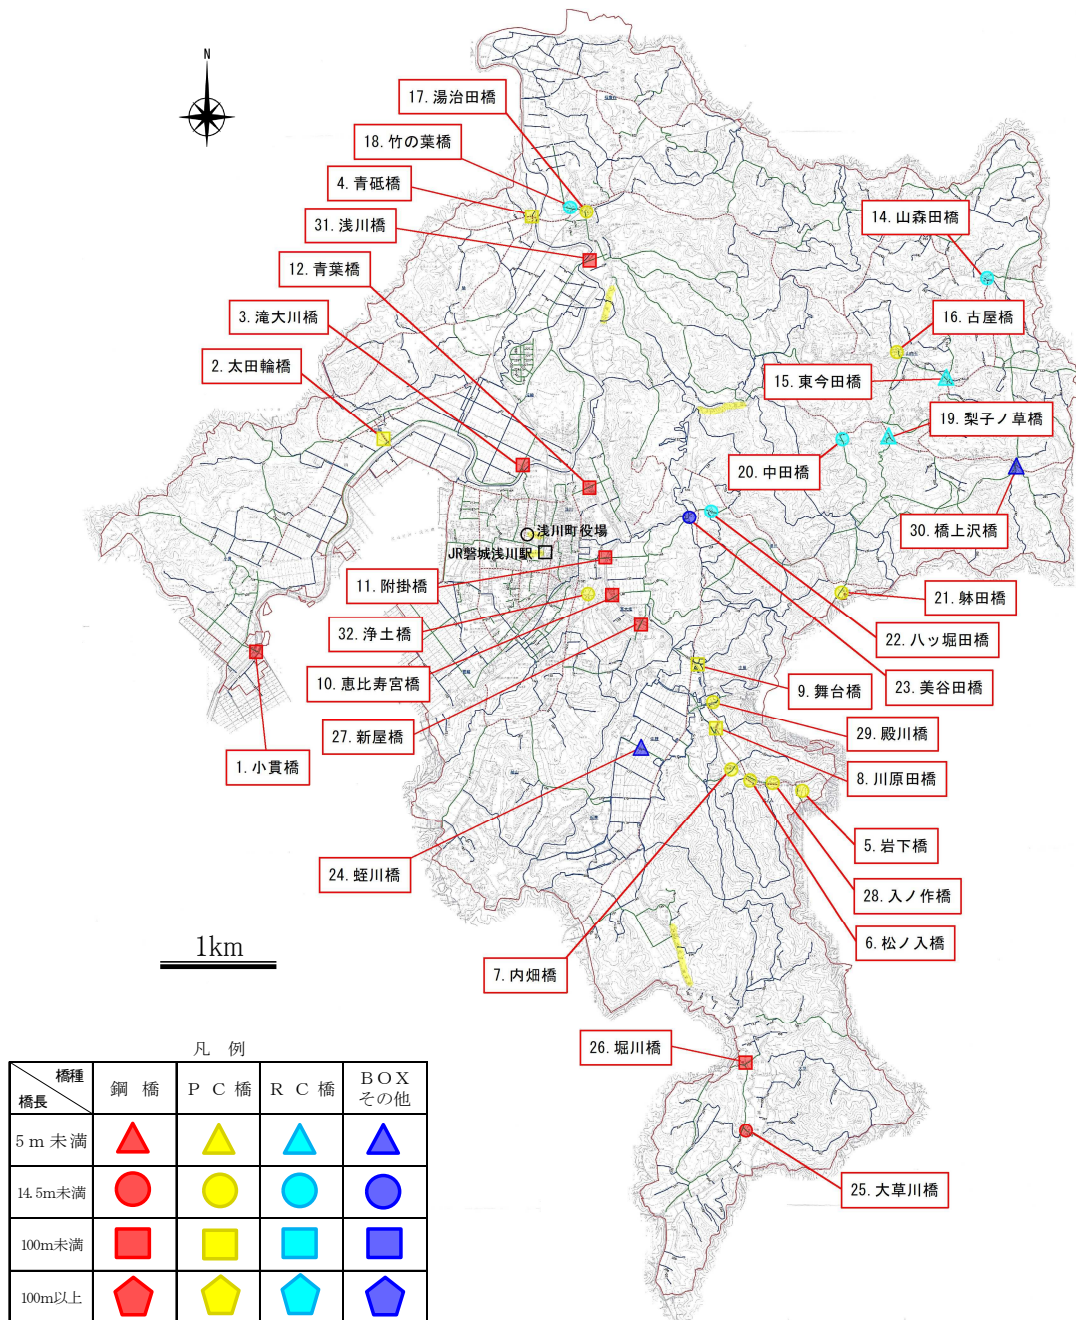 N
17. 湯治田橋
18. 竹の葉橋
4. 青砥橋
31. 浅川橋
14. 山森田橋
12. 青葉橋
3. 滝大川橋
16. 古屋橋
2. 太田輪橋
15. 東今田橋
19. 梨子ノ草橋
20. 中田橋
30. 橋上沢橋
浅川町役場
JR磐城浅川駅
11. 附掛橋
21. 躰田橋
32. 浄土橋
22. 八ッ堀田橋
10. 恵比寿宮橋
9. 舞台橋
23. 美谷田橋
27. 新屋橋
29. 殿川橋
1. 小貫橋
8. 川原田橋
5. 岩下橋
24. 蛭川橋
28. 入ノ作橋
6. 松ノ入橋
1km
7. 内畑橋
26. 堀川橋
25. 大草川橋
凡 例
橋種
橋長
鋼 橋
P C 橋
R C 橋
BOX
その他
5m未満
14.5m未満
100m未満
100m以上